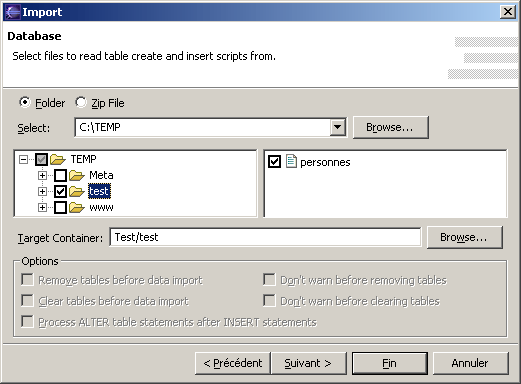 Import
Database
Select files to read table create and insert scripts from.
Folder Zip File
Select: C:\TEMP Browse...
TEMP personnes
Meta
test
www
Target Container: Test/test Browse...
Options
Remove tables before data import Don't warn before removing tables
Clear tables before data import Don't warn before clearing tables
Process ALTER table statements after INSERT statements
< Précédent Suivant > Fin Annuler